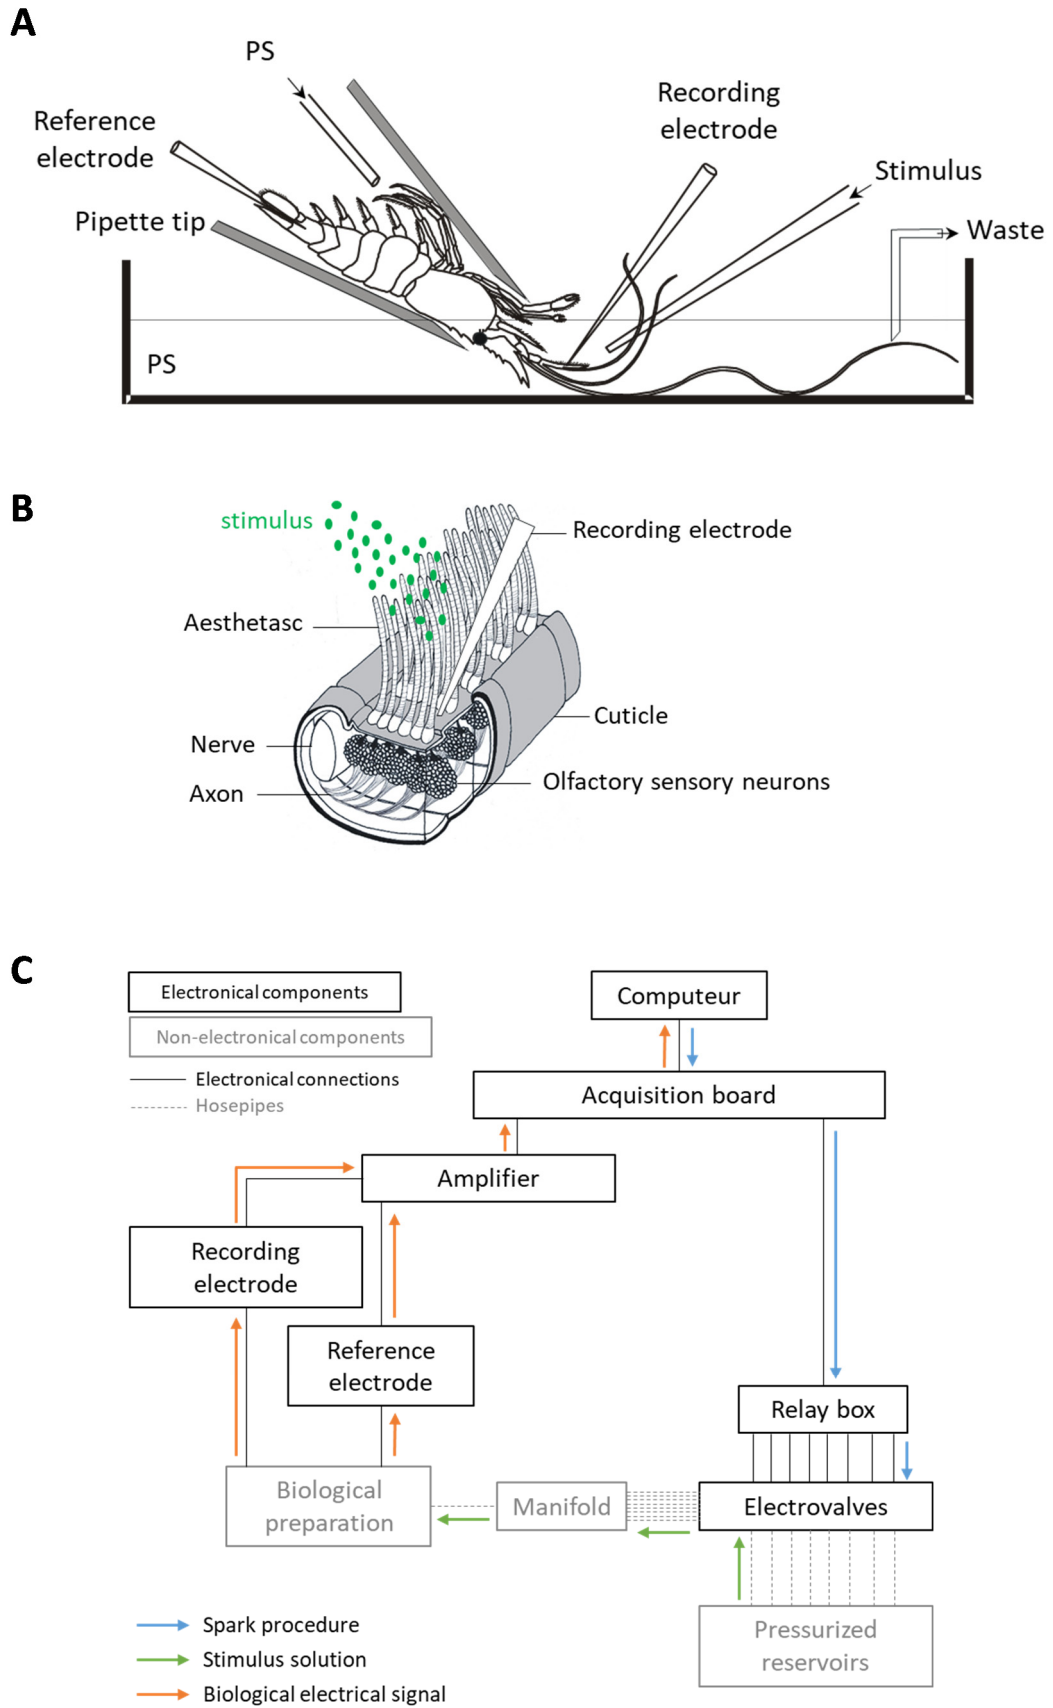 A
PS
Reference
electrode
Pipette tip
Recording
electrode
Stimulus
Waste
PS
B
stimulus
Recording electrode
Aesthetasc
Cuticle
Nerve
Olfactory sensory neurons
Axon
C
Electronical components
Non-electronical components
Electronical connections
Hosepipes
Computeur
Acquisition board
Amplifier
Recording
electrode
Reference
electrode
Relay box
Biological
preparation
Manifold
Electrovalves
Pressurized
reservoirs
Spark procedure
Stimulus solution
Biological electrical signal